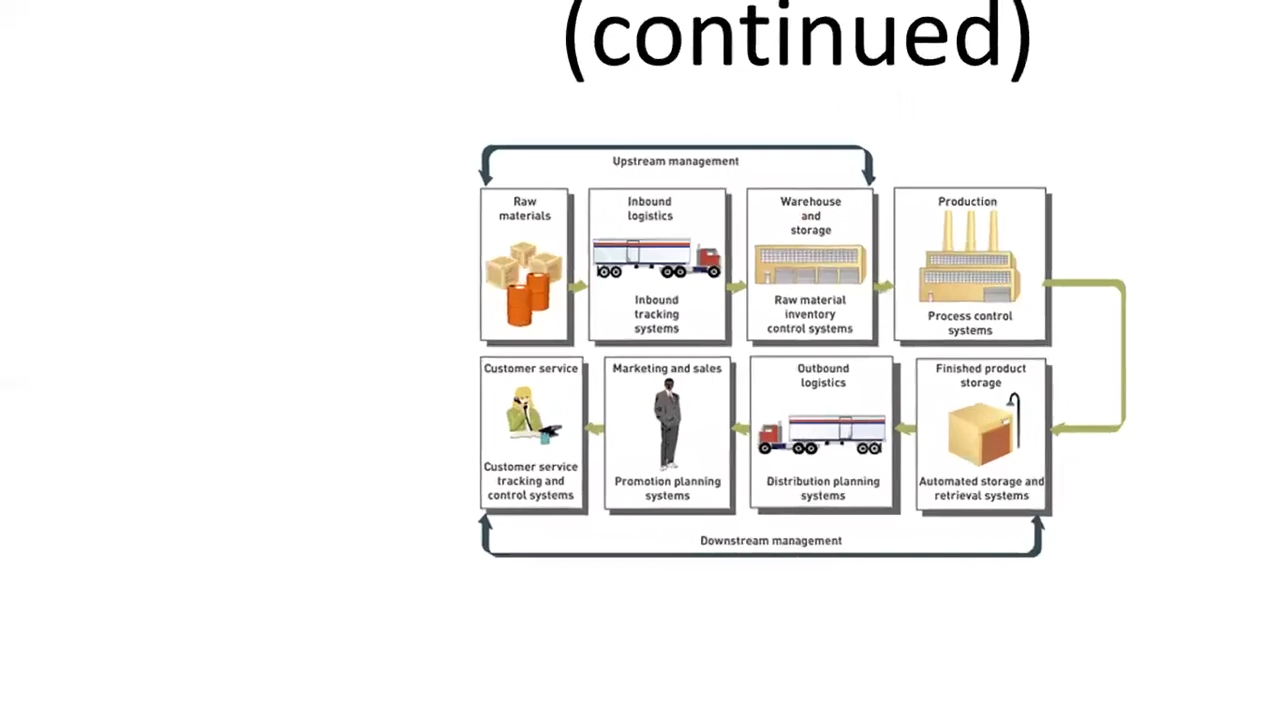 (continued)
Upstream management
Raw
materials
Inbound
logistics
Inbound
tracking
systems
Warehouse
and
storage
Raw material
inventory
control systems
Production
Process control
systems
Customer service
Customer service
tracking and
control systems
Marketing and sales
Promotion planning
systems
Outbound
logistics
Distribution planning
systems
Finished product
storage
Automated storage and
retrieval systems
Downstream management